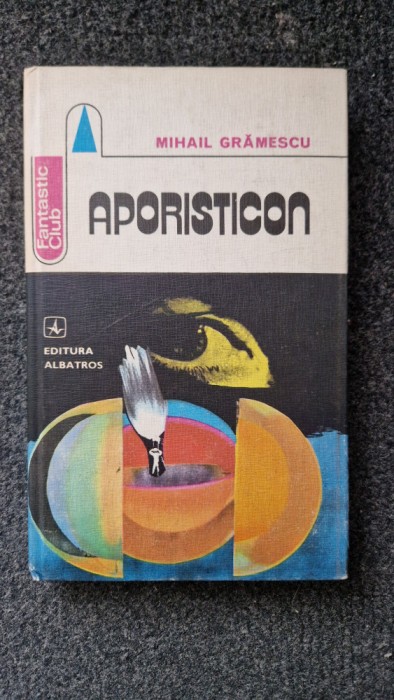 MIHAIL GRĂMESCU
Fantastic
Club
APORISTICON
EDITURA
ALBATROS